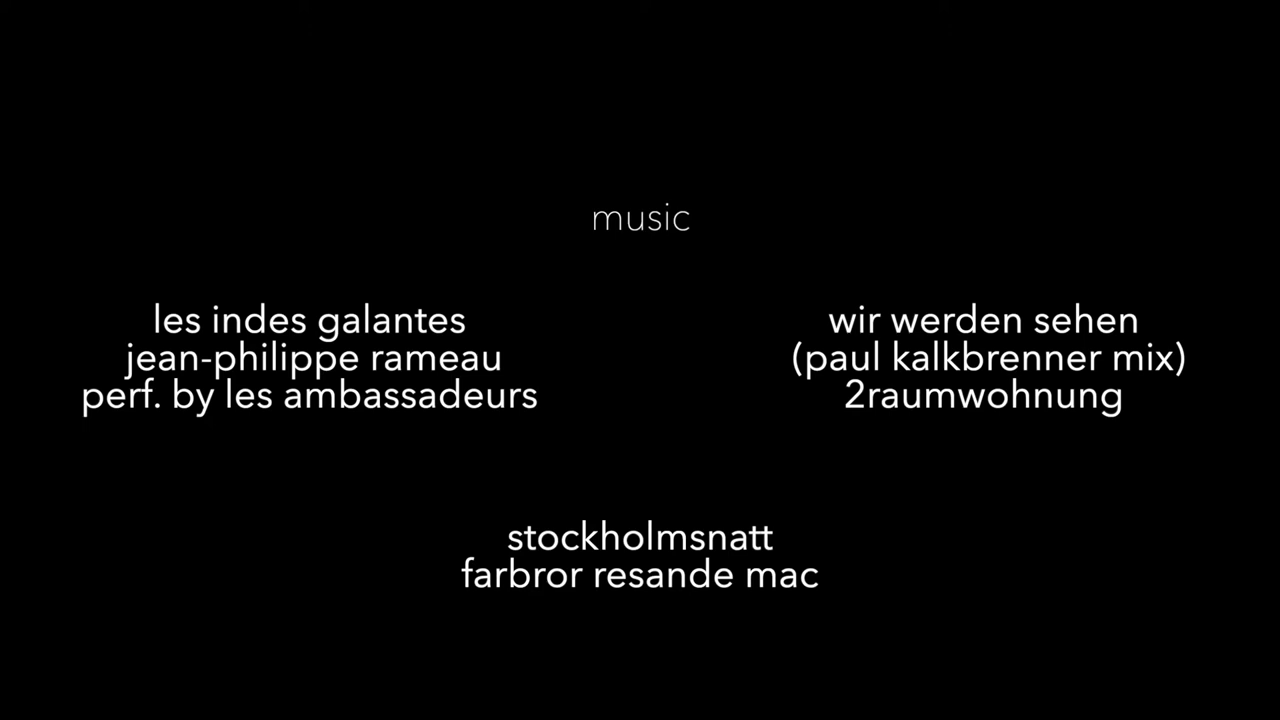 music
les indes galantes
jean-philippe rameau
perf. by les ambassadeurs
wir werden sehen
(paul kalkbrenner mix)
2raumwohnung
stockholmsnatt
farbror resande mac